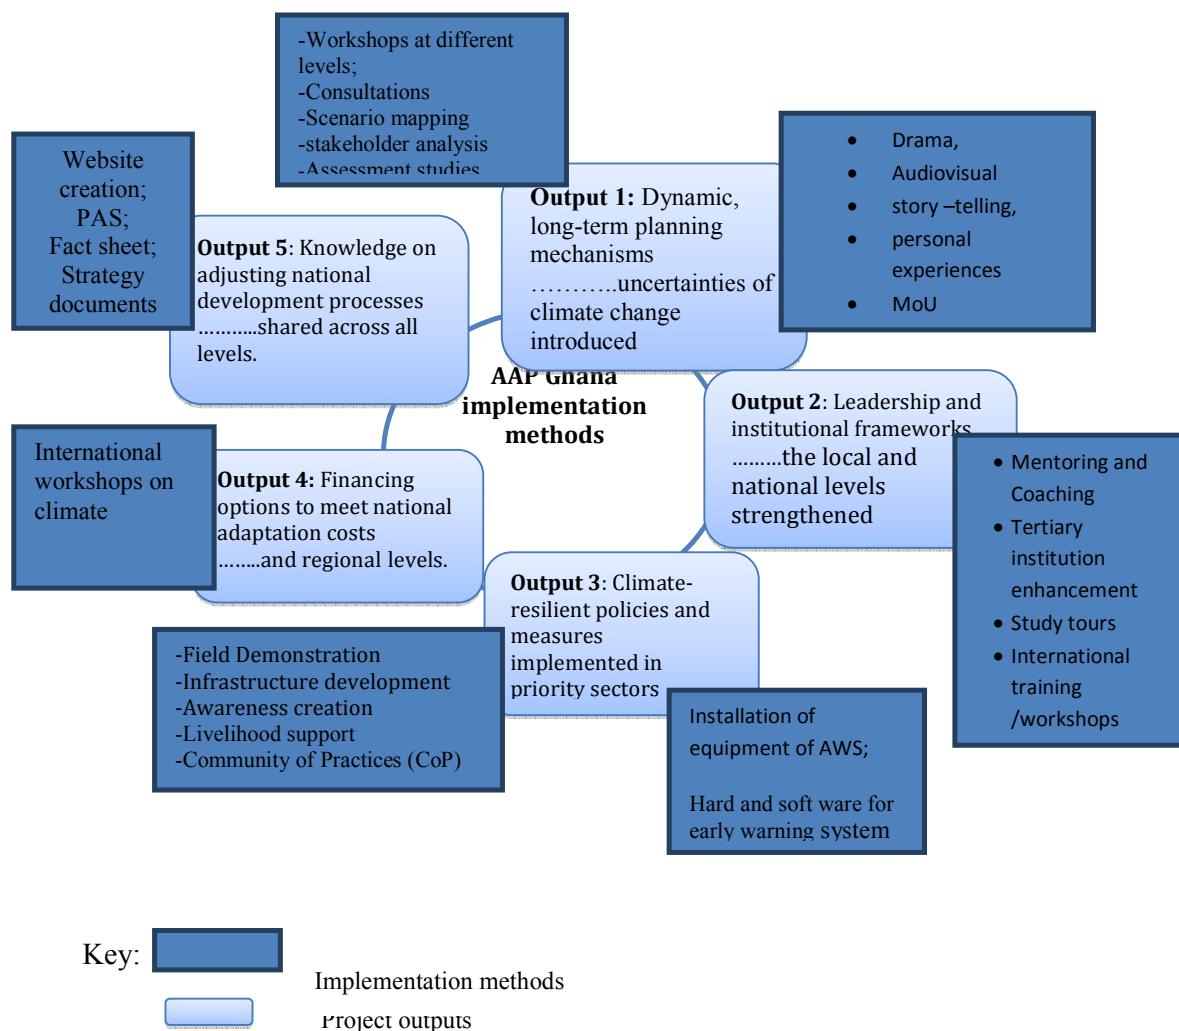 -Workshops at different
levels;
-Consultations
-Scenario mapping
-stakeholder analysis
-Assessment studies
• Drama,
• Audiovisual
• story –telling,
• personal
experiences
• MoU
Website
creation;
PAS;
Fact sheet;
Strategy
documents
Output 1: Dynamic,
long-term planning
mechanisms
………..uncertainties of
climate change
introduced
Output 5: Knowledge on
adjusting national
development processes
………..shared across all
levels.
AAP Ghana
implementation
methods
Output 2: Leadership and
institutional frameworks
………the local and
national levels
strengthened
• Mentoring and
Coaching
• Tertiary
institution
enhancement
• Study tours
• International
training
/workshops
International
workshops on
climate
Output 4: Financing
options to meet national
adaptation costs
……..and regional levels.
Output 3: Climate-
resilient policies and
measures
implemented in
priority sectors
-Field Demonstration
-Infrastructure development
-Awareness creation
-Livelihood support
-Community of Practices (CoP)
Installation of
equipment of AWS;
Hard and soft ware for
early warning system
Key:
Implementation methods
Project outputs